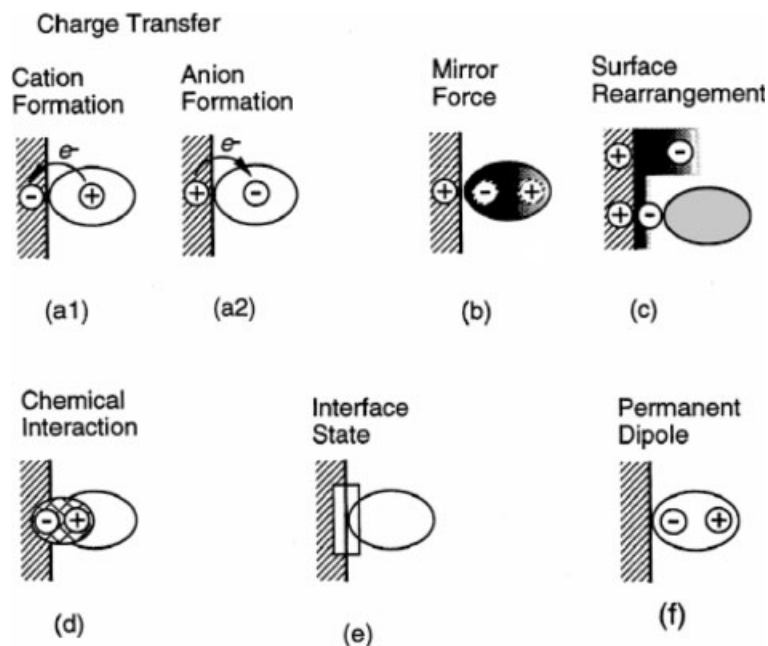 Charge Transfer
Cation
Formation
Anion
Formation
Mirror
Force
Surface
Rearrangement
e-
e-
- + + - + - + + -
+ -
(a1)
(a2)
(b)
(c)
Chemical
Interaction
Interface
State
Permanent
Dipole
- + - +
(d)
(e)
(f)